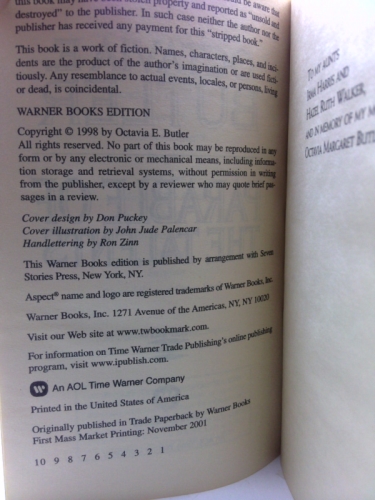 this book may have been stolen property and reported as "unsold and
destroyed" to the publisher. In such case neither the author nor the
publisher has received any payment for this "stripped book."
This book is a work of fiction. Names, characters, places, and inci-
dents are the product of the author's imagination or are used ficti-
tiously. Any resemblance to actual events, locales, or persons, living
or dead, is coincidental.
WARNER BOOKS EDITION
Copyright © 1998 by Octavia E. Butler
All rights reserved. No part of this book may be reproduced in any
form or by any electronic or mechanical means, including informa-
tion storage and retrieval systems, without permission in writing
from the publisher, except by a reviewer who may quote brief pas-
sages in a review.
Cover design by Don Puckey
Cover illustration by John Jude Palencar
Handlettering by Ron Zinn
This Warner Books edition is published by arrangement with Seven
Stories Press, New York, NY.
Aspect® name and logo are registered trademarks of Warner Books, Inc.
Warner Books, Inc. 1271 Avenue of the Americas, NY, NY 10020
Visit our Web site at www.twbookmark.com.
For information on Time Warner Trade Publishing's online publishing
program, visit www.ipublish.com.
An AOL Time Warner Company
Printed in the United States of America
Originally published in Trade Paperback by Warner Books
First Mass Market Printing: November 2001
10 9 8 7 6 5 4 3 2 1
TO MY AUNTS
HARRIS AND
HAZEL RUTH WALKER,
AND IN MEMORY OF MY M
OCTAVIA MARGARET BUTL